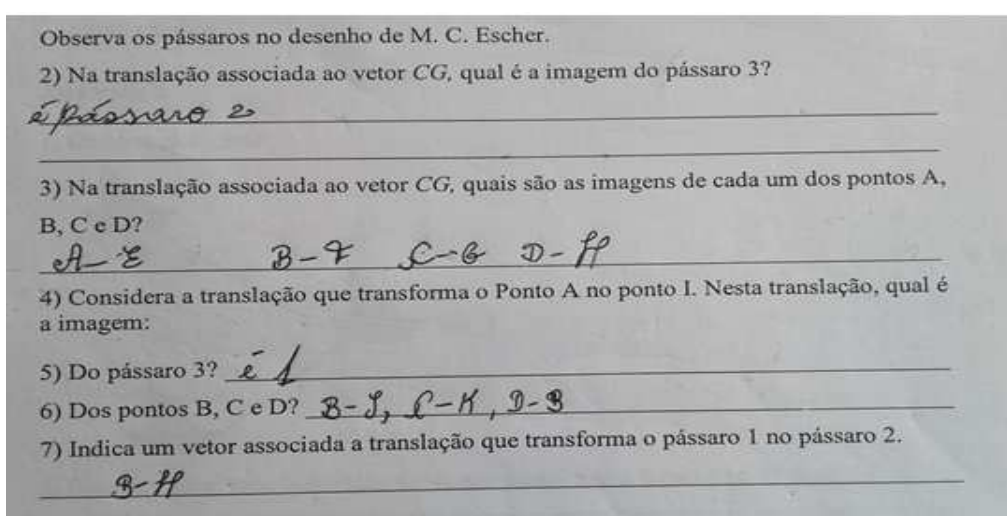 Observa os pássaros no desenho de M. C. Escher.
2) Na translação associada ao vetor CG, qual é a imagem do pássaro 3?
é pássaro 2
3) Na translação associada ao vetor CG, quais são as imagens de cada um dos pontos A,
B, C e D?
A-E B-F C-G D-H
4) Considera a translação que transforma o Ponto A no ponto I. Nesta translação, qual é
a imagem:
5) Do pássaro 3? é 1
6) Dos pontos B, C e D? B-J, C-K, D-B
7) Indica um vetor associada a translação que transforma o pássaro 1 no pássaro 2.
B-H